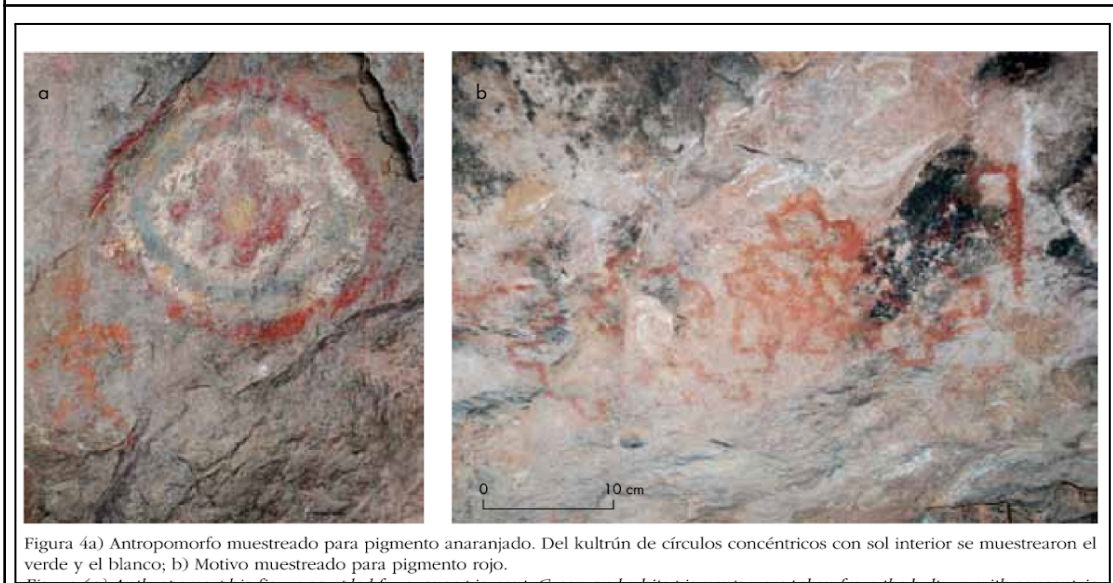 a
b
0 10 cm
Figura 4a) Antropomorfo muestreado para pigmento anaranjado. Del kultrún de círculos concéntricos con sol interior se muestrearon el
verde y el blanco; b) Motivo muestreado para pigmento rojo.